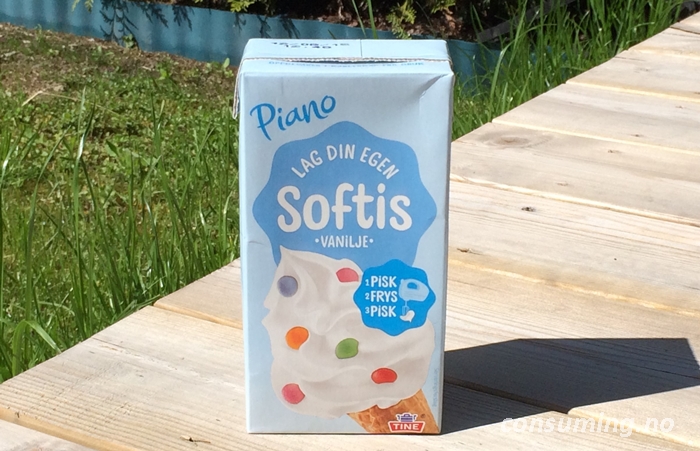 Piano
LAG DIN EGEN
Softis
•VANILJE•
1 PISK
2 FRYS
3 PISK
TINE
consuming.no